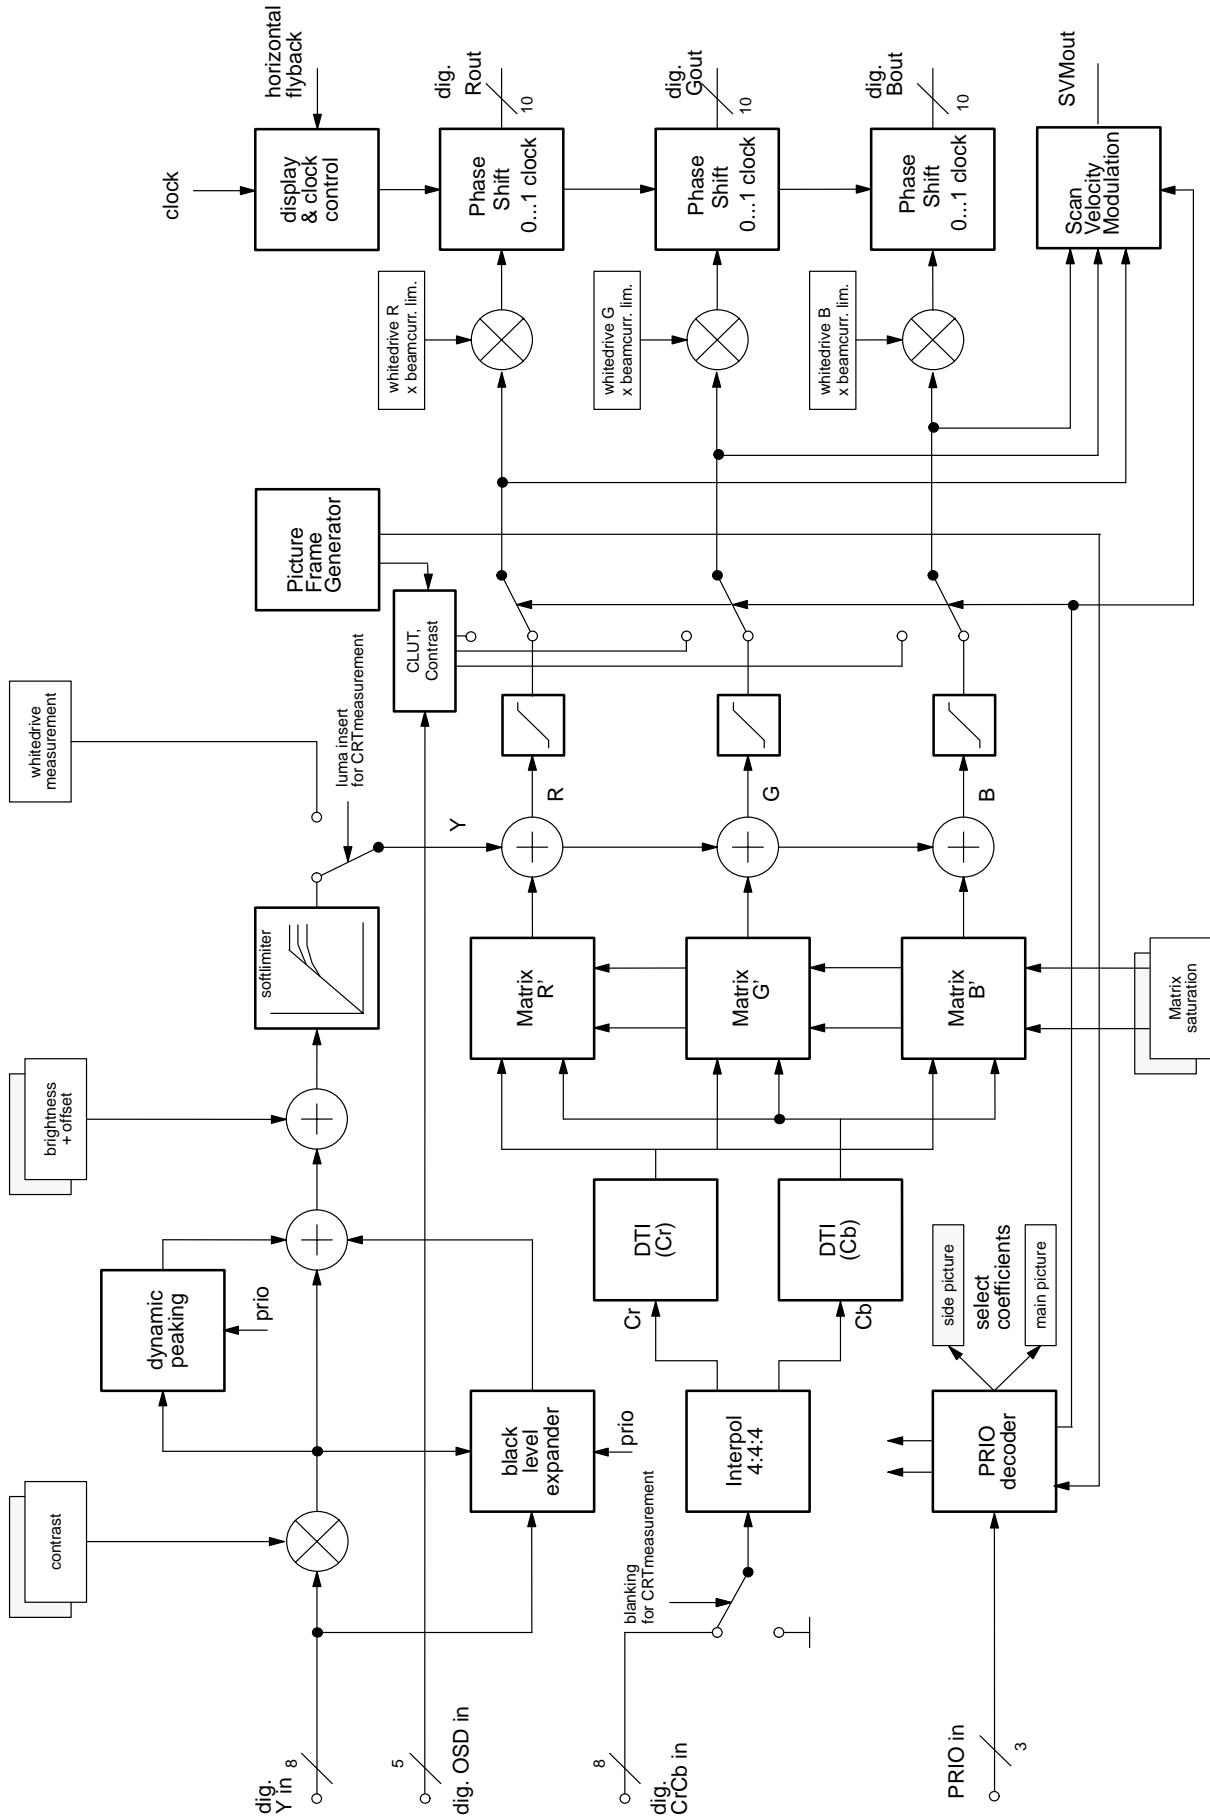 dig.
Y in
8
5
dig. OSD in
8
dig.
CrCb in
PRIO in
3
contrast
dynamic
peaking
prio
black
level
expander
prio
blanking
for CRTmeasurement
Interpol
4:4:4
PRIO
decoder
side picture
select
coefficients
main picture
brightness
+ offset
Cr
Cb
DTI
(Cr)
DTI
(Cb)
softlimiter
Matrix
R'
Matrix
G'
Matrix
B'
Matrix
saturation
whitedrive
measurement
luma insert
for CRTmeasurement
Y
R
G
B
CLUT,
Contrast
Picture
Frame
Generator
whitedrive R
x beamcurr. lim.
whitedrive G
x beamcurr. lim.
whitedrive B
x beamcurr. lim.
clock
horizontal
flyback
display
& clock
control
Phase
Shift
0...1 clock
Phase
Shift
0...1 clock
Phase
Shift
0...1 clock
Scan
Velocity
Modulation
dig.
Rout
10
dig.
Gout
10
dig.
Bout
10
SVMout